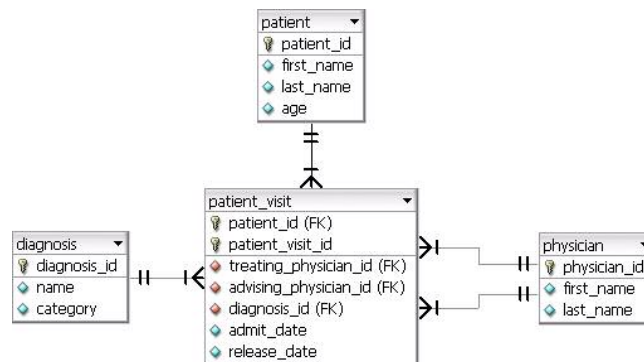 patient
patient_id
first_name
last_name
age
patient_visit
patient_id (FK)
patient_visit_id
treating_physician_id (FK)
advising_physician_id (FK)
diagnosis_id (FK)
admit_date
release_date
diagnosis
diagnosis_id
name
category
physician
physician_id
first_name
last_name